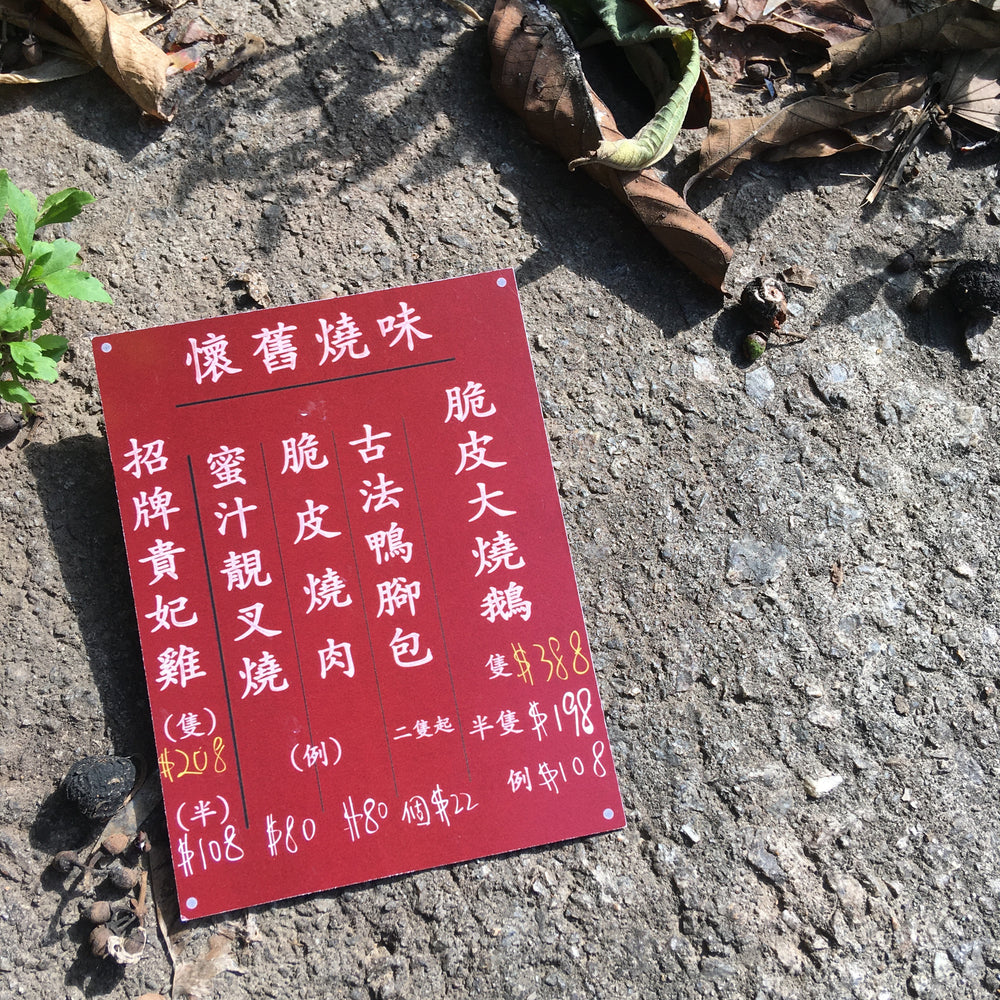 懷舊燒味
脆皮大燒鵝
隻$388
半隻$198
例$108
古法鴨腳包
二隻起
個$22
脆皮燒肉
(例)
$80
蜜汁靚叉燒
$80
招牌貴妃雞
(隻)
$208
(半)
$108